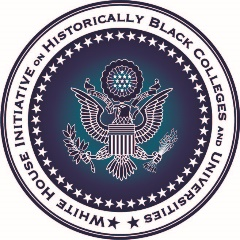 WHITE HOUSE INITIATIVE ON HISTORICALLY BLACK COLLEGES AND UNIVERSITIES